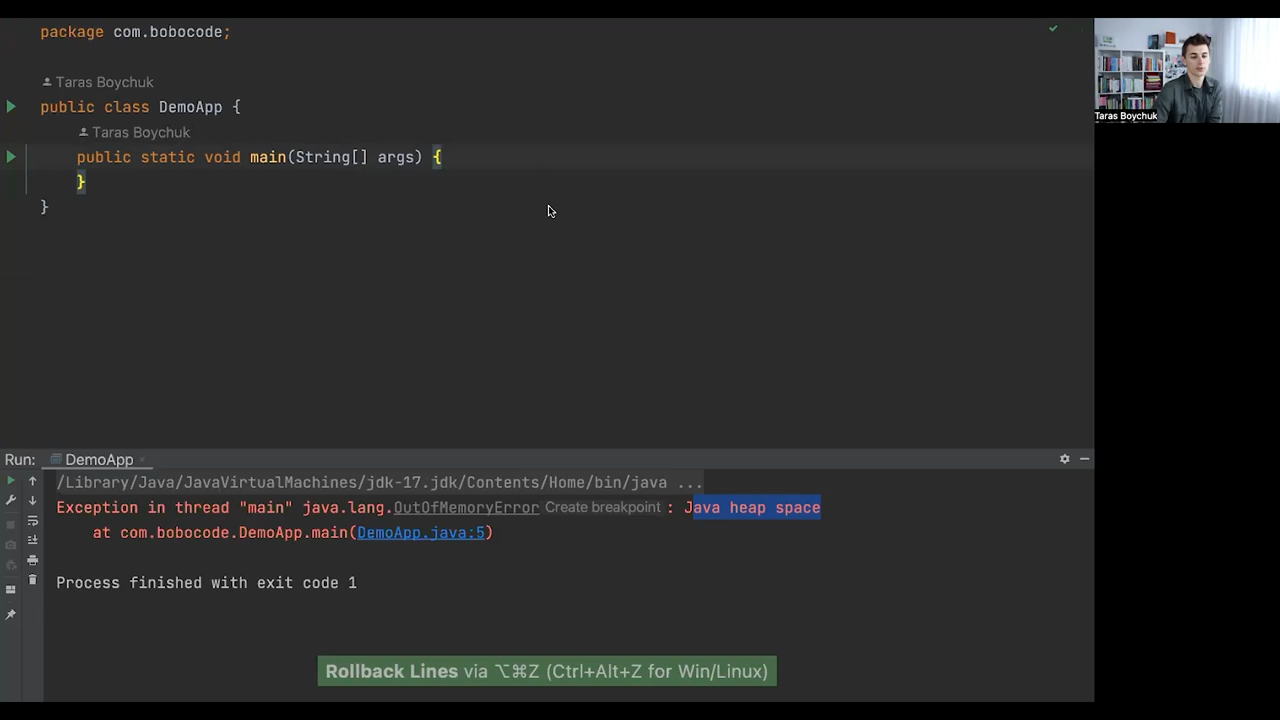 package com.bobocode;
Taras Boychuk
public class DemoApp {
Taras Boychuk
public static void main(String[] args) {
}
}
Taras Boychuk
Run: DemoApp
/Library/Java/JavaVirtualMachines/jdk-17.jdk/Contents/Home/bin/java ...
Exception in thread "main" java.lang.OutOfMemoryError Create breakpoint : Java heap space
at com.bobocode.DemoApp.main(DemoApp.java:5)
Process finished with exit code 1
Rollback Lines via ⌥⌘Z (Ctrl+Alt+Z for Win/Linux)